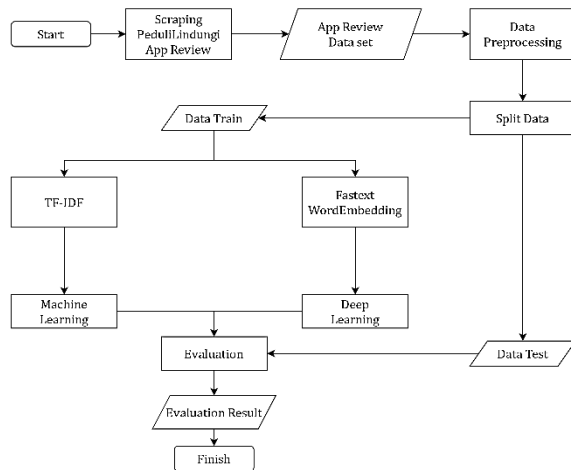 Start
Scraping
PeduliLindungi
App Review
App Review
Data set
Data
Preprocessing
Data Train
Split Data
TF-IDF
Fastext
WordEmbedding
Machine
Learning
Deep
Learning
Evaluation
Data Test
Evaluation Result
Finish